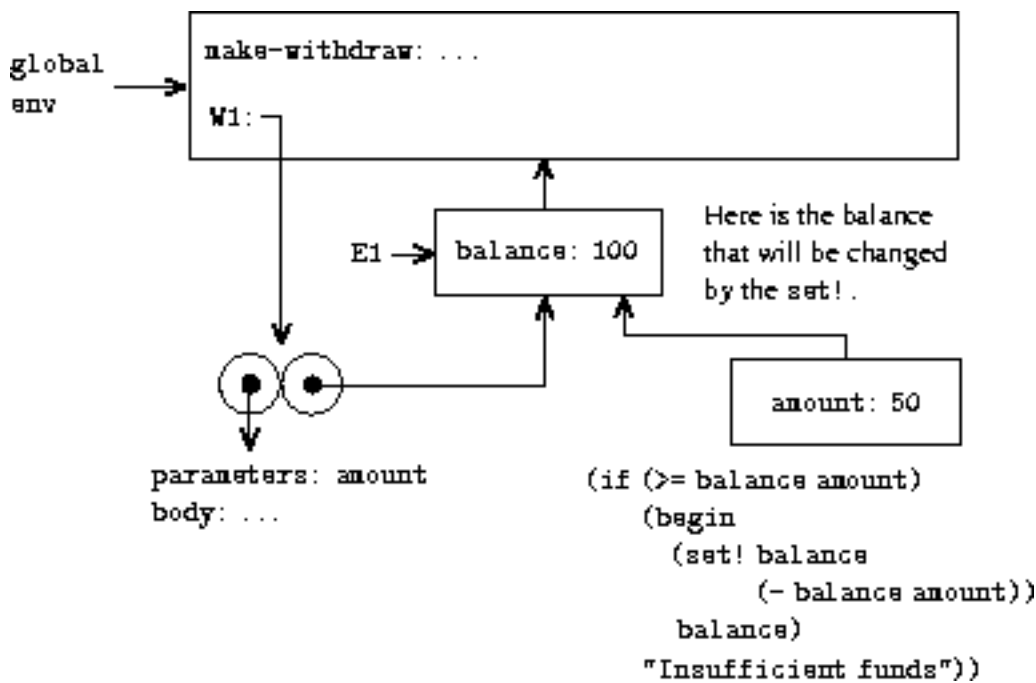 make-withdraw: ...
global
env
W1:
Here is the balance
that will be changed
by the set! .
E1
balance: 100
amount: 50
parameters: amount
body: ...
(if (>= balance amount)
(begin
(set! balance
(- balance amount))
balance)
"Insufficient funds"))